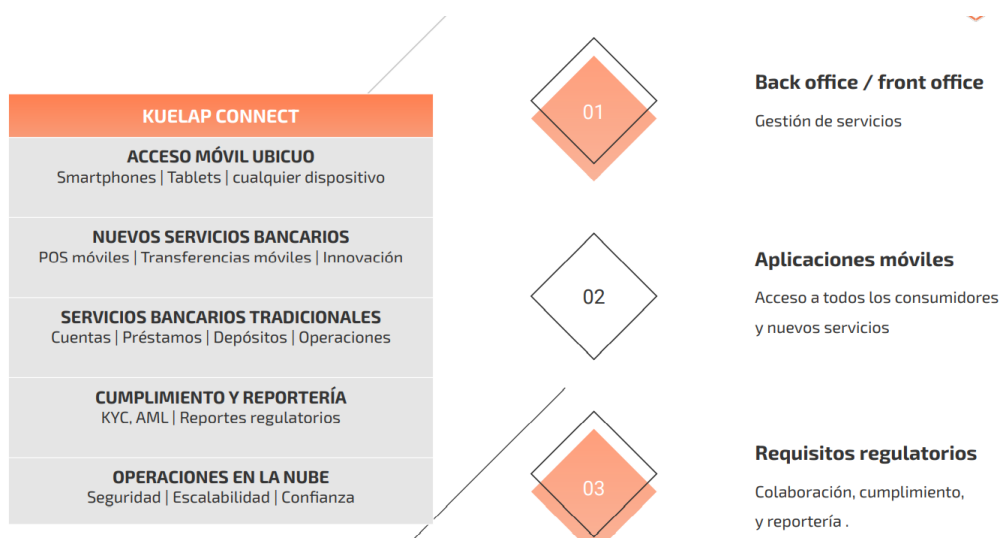 KUELAP CONNECT
ACCESO MÓVIL UBICUO
Smartphones | Tablets | cualquier dispositivo
NUEVOS SERVICIOS BANCARIOS
POS móviles | Transferencias móviles | Innovación
SERVICIOS BANCARIOS TRADICIONALES
Cuentas | Préstamos | Depósitos | Operaciones
CUMPLIMIENTO Y REPORTERÍA
KYC, AML | Reportes regulatorios
OPERACIONES EN LA NUBE
Seguridad | Escalabilidad | Confianza
01
Back office / front office
Gestión de servicios
02
Aplicaciones móviles
Acceso a todos los consumidores
y nuevos servicios
03
Requisitos regulatorios
Colaboración, cumplimiento,
y reportería .